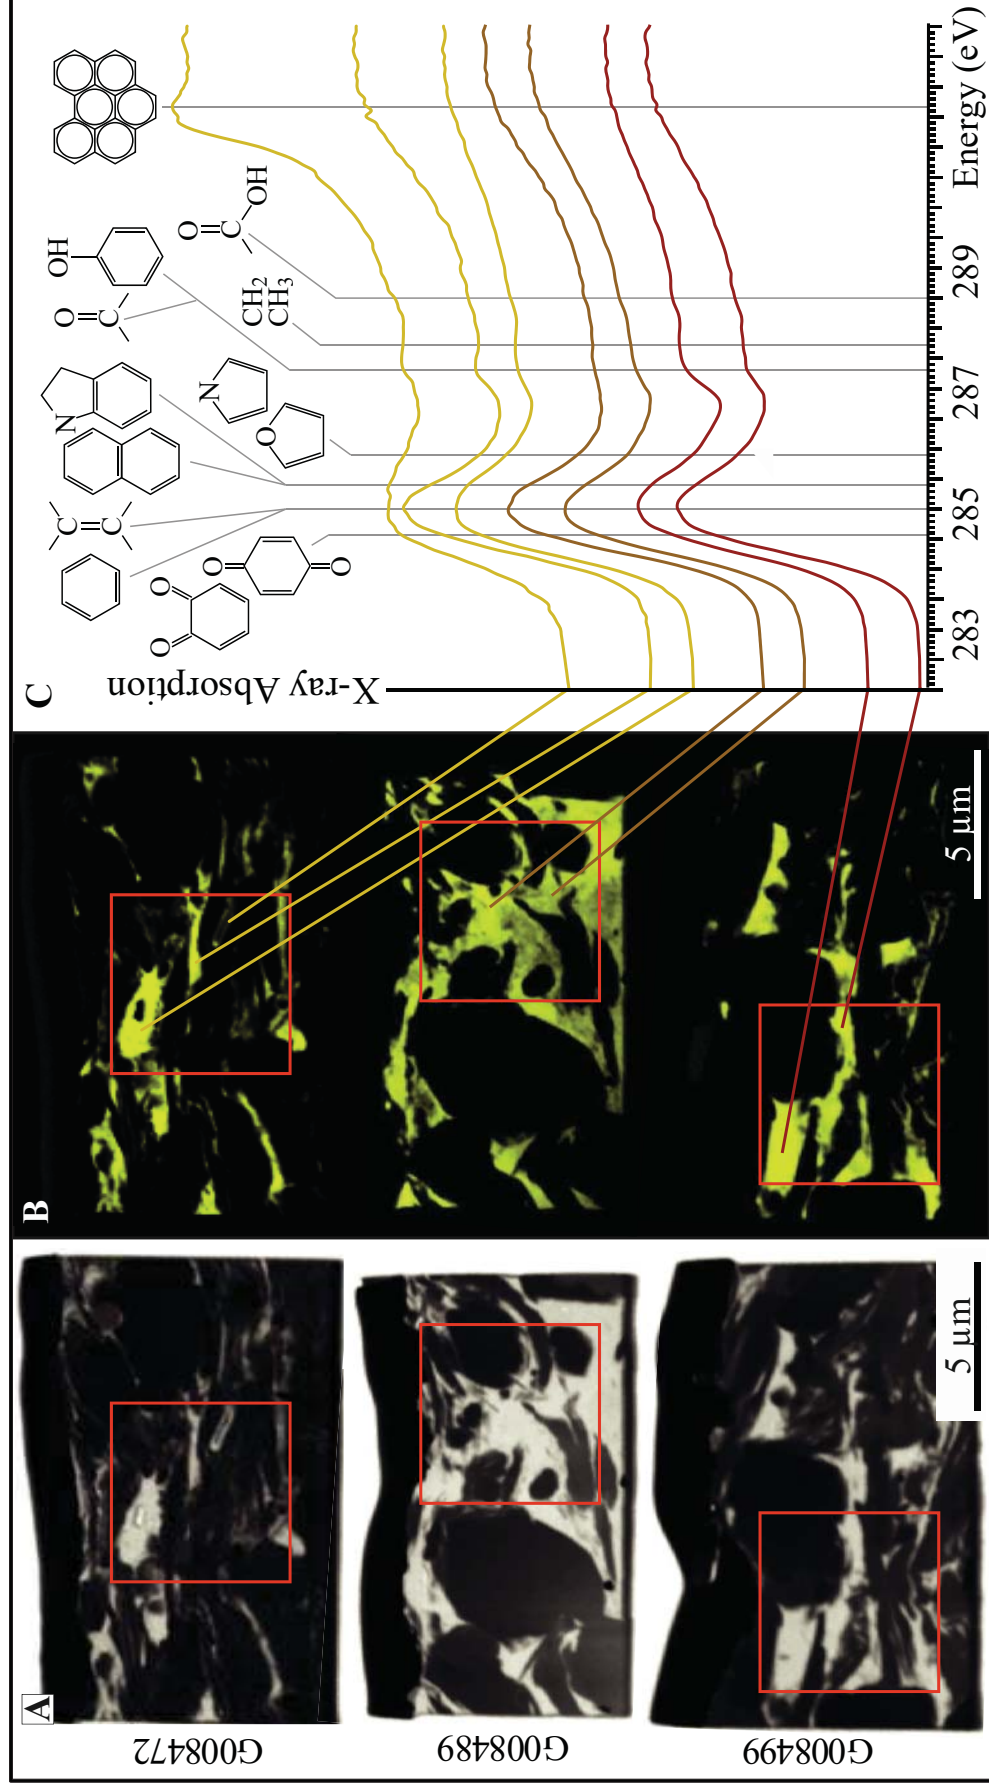 A
G008472
G008489
G008499
5 µm
B
5 µm
C
X-ray Absorption
O
O
O
O
C
C
N
O
N
O
C
OH
CH2
CH3
O
C
OH
283
285
287
289
Energy (eV)